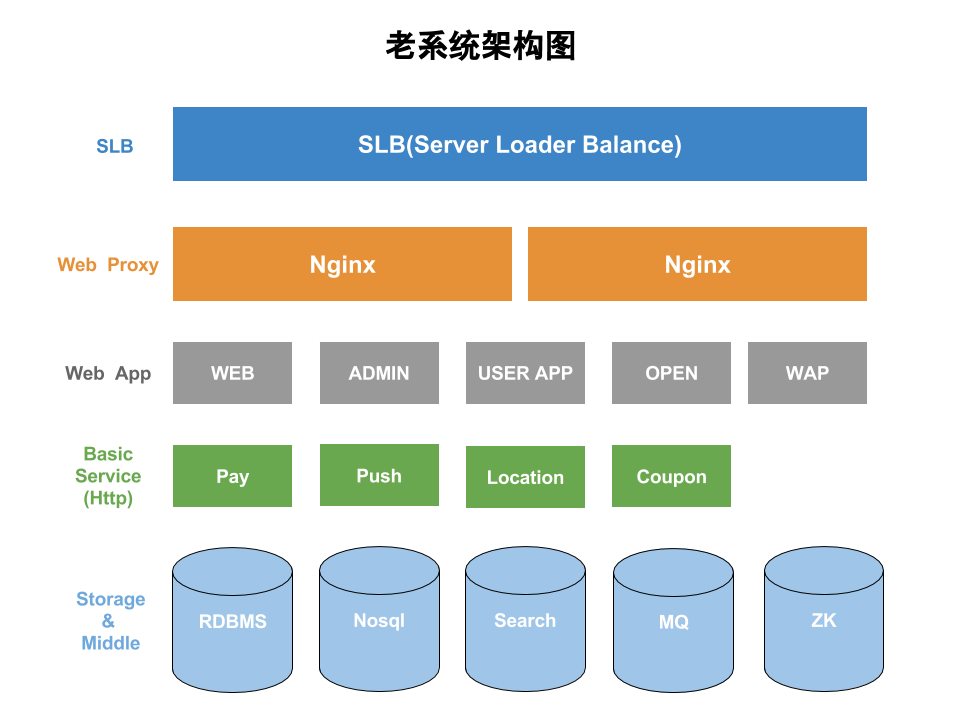 老系统架构图
SLB
SLB(Server Loader Balance)
Web Proxy
Nginx
Nginx
Web App
WEB
ADMIN
USER APP
OPEN
WAP
Basic
Service
(Http)
Pay
Push
Location
Coupon
Storage
&
Middle
RDBMS
Nosql
Search
MQ
ZK